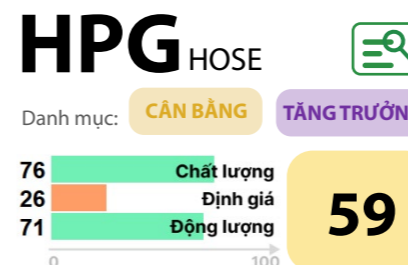 HPG HOSE
Danh mục: CÂN BẰNG TĂNG TRƯỞN
76 Chất lượng
26 Định giá
71 Động lượng
59
0 100